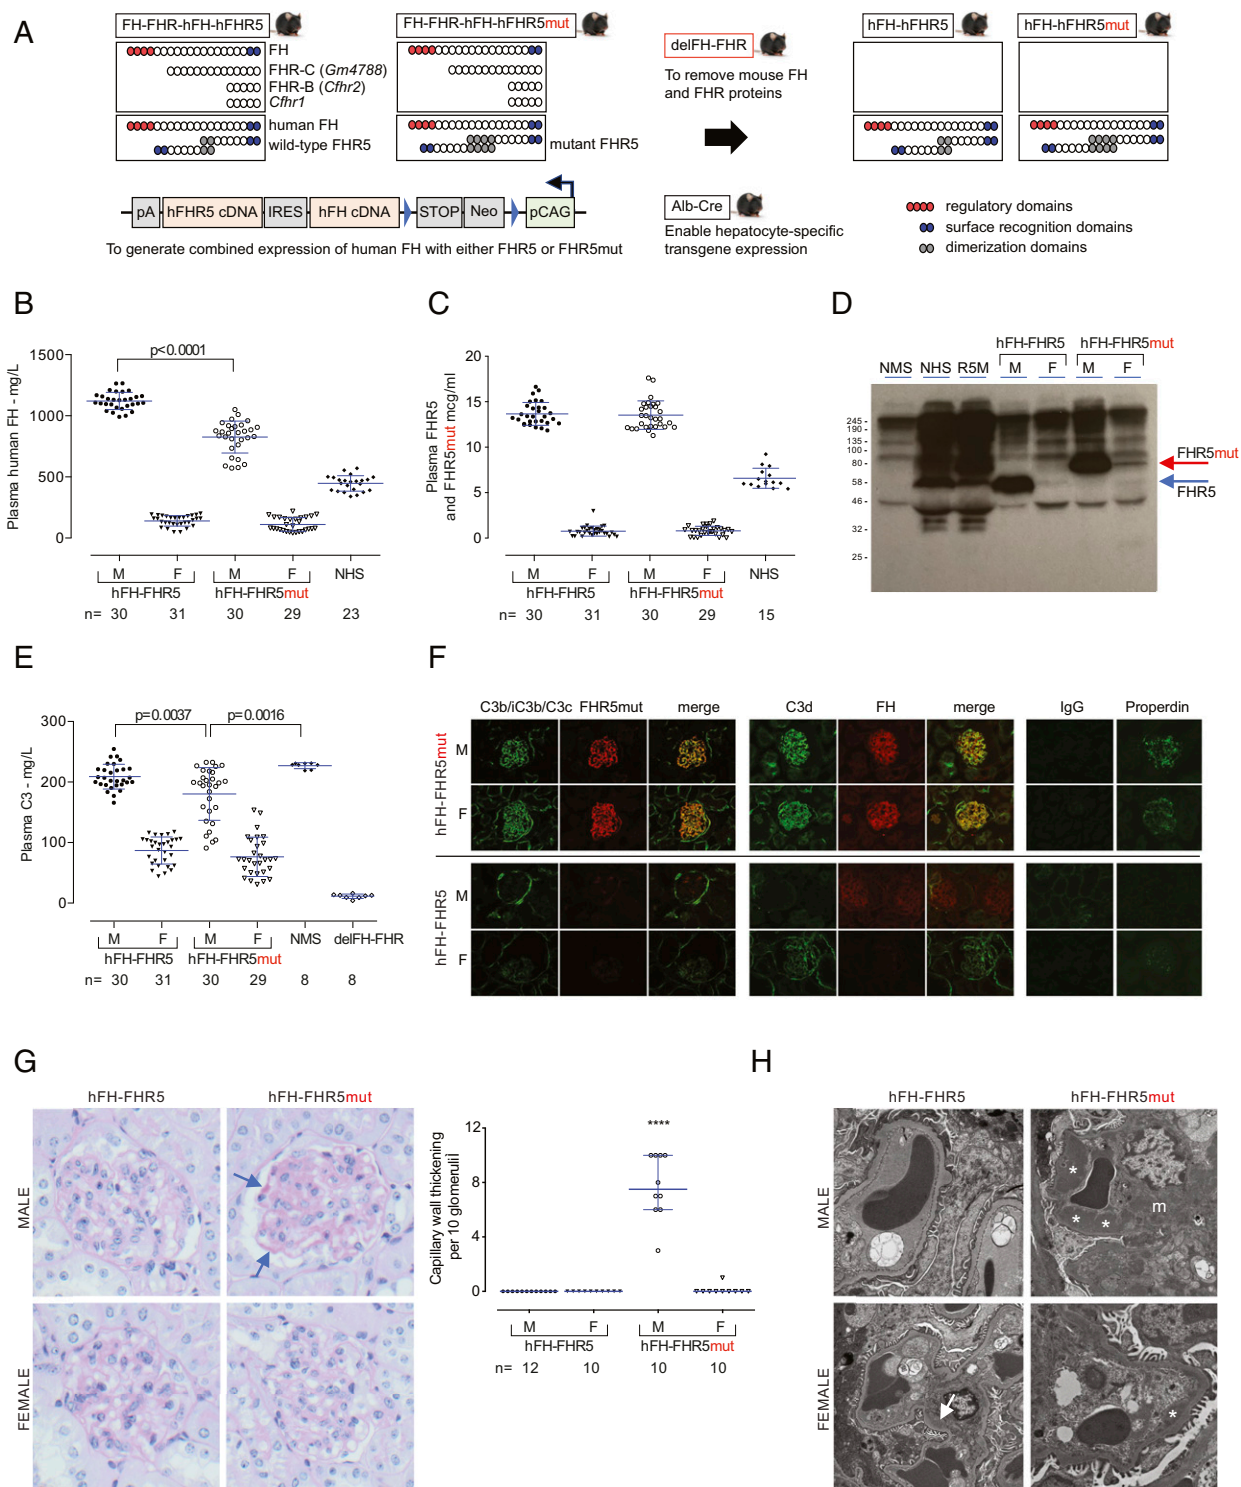 A
FH-FHR-hFH-hFHR5
FH-FHR-hFH-hFHR5mut
hFH-hFHR5
hFH-hFHR5mut
FH
FHR-C (Gm4788)
FHR-B (Cfhr2)
Cfhr1
human FH
wild-type FHR5
mutant FHR5
delFH-FHR
To remove mouse FH
and FHR proteins
pA
hFHR5 cDNA
IRES
hFH cDNA
STOP
Neo
pCAG
To generate combined expression of human FH with either FHR5 or FHR5mut
Alb-Cre
Enable hepatocyte-specific
transgene expression
regulatory domains
surface recognition domains
dimerization domains
B
Plasma human FH - mg/L
1500
1000
500
0
p<0.0001
M F M F NHS
hFH-FHR5 hFH-FHR5mut
n= 30 31 30 29 23
C
Plasma FHR5
and FHR5mut mcg/ml
20
15
10
5
0
M F M F NHS
hFH-FHR5 hFH-FHR5mut
n= 30 31 30 29 15
D
hFH-FHR5 hFH-FHR5mut
NMS NHS R5M M F M F
245
190
135
100
80
58
46
32
25
FHR5mut
FHR5
E
Plasma C3 - mg/L
300
200
100
0
p=0.0037 p=0.0016
M F M F NMS delFH-FHR
hFH-FHR5 hFH-FHR5mut
n= 30 31 30 29 8 8
F
C3b/iC3b/C3c FHR5mut merge C3d FH merge IgG Properdin
hFH-FHR5mut
M
F
hFH-FHR5
M
F
G
hFH-FHR5 hFH-FHR5mut
MALE
FEMALE
Capillary wall thickening
per 10 glomeruli
12
8
4
0
****
M F M F
hFH-FHR5 hFH-FHR5mut
n= 12 10 10 10
H
hFH-FHR5 hFH-FHR5mut
MALE
FEMALE
*
* *
m
*